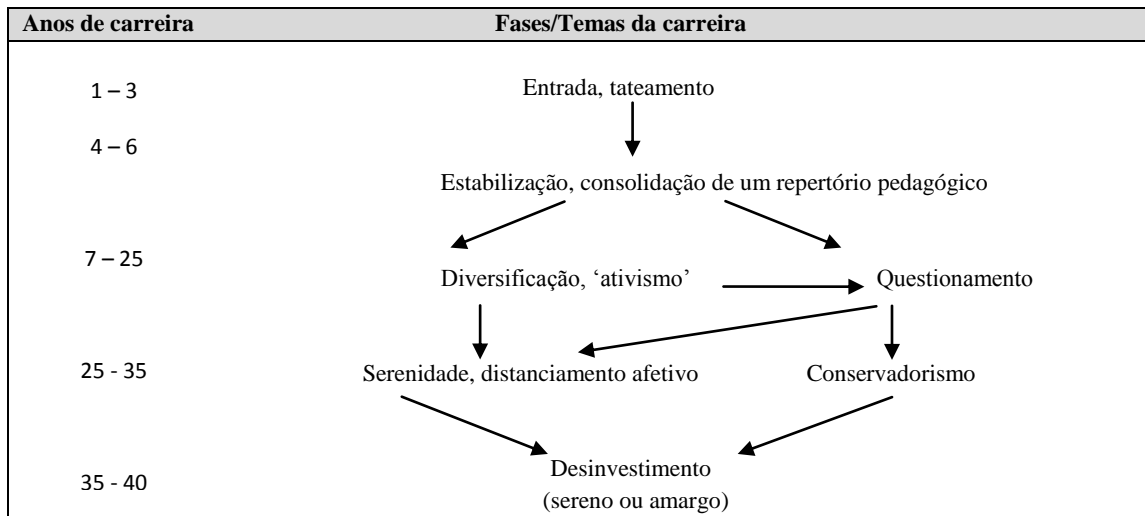 Anos de carreira Fases/Temas da carreira
1 – 3 Entrada, tateamento
4 – 6
Estabilização, consolidação de um repertório pedagógico
7 – 25
Diversificação, ‘ativismo’ Questionamento
25 - 35 Serenidade, distanciamento afetivo Conservadorismo
Desinvestimento
35 - 40
(sereno ou amargo)